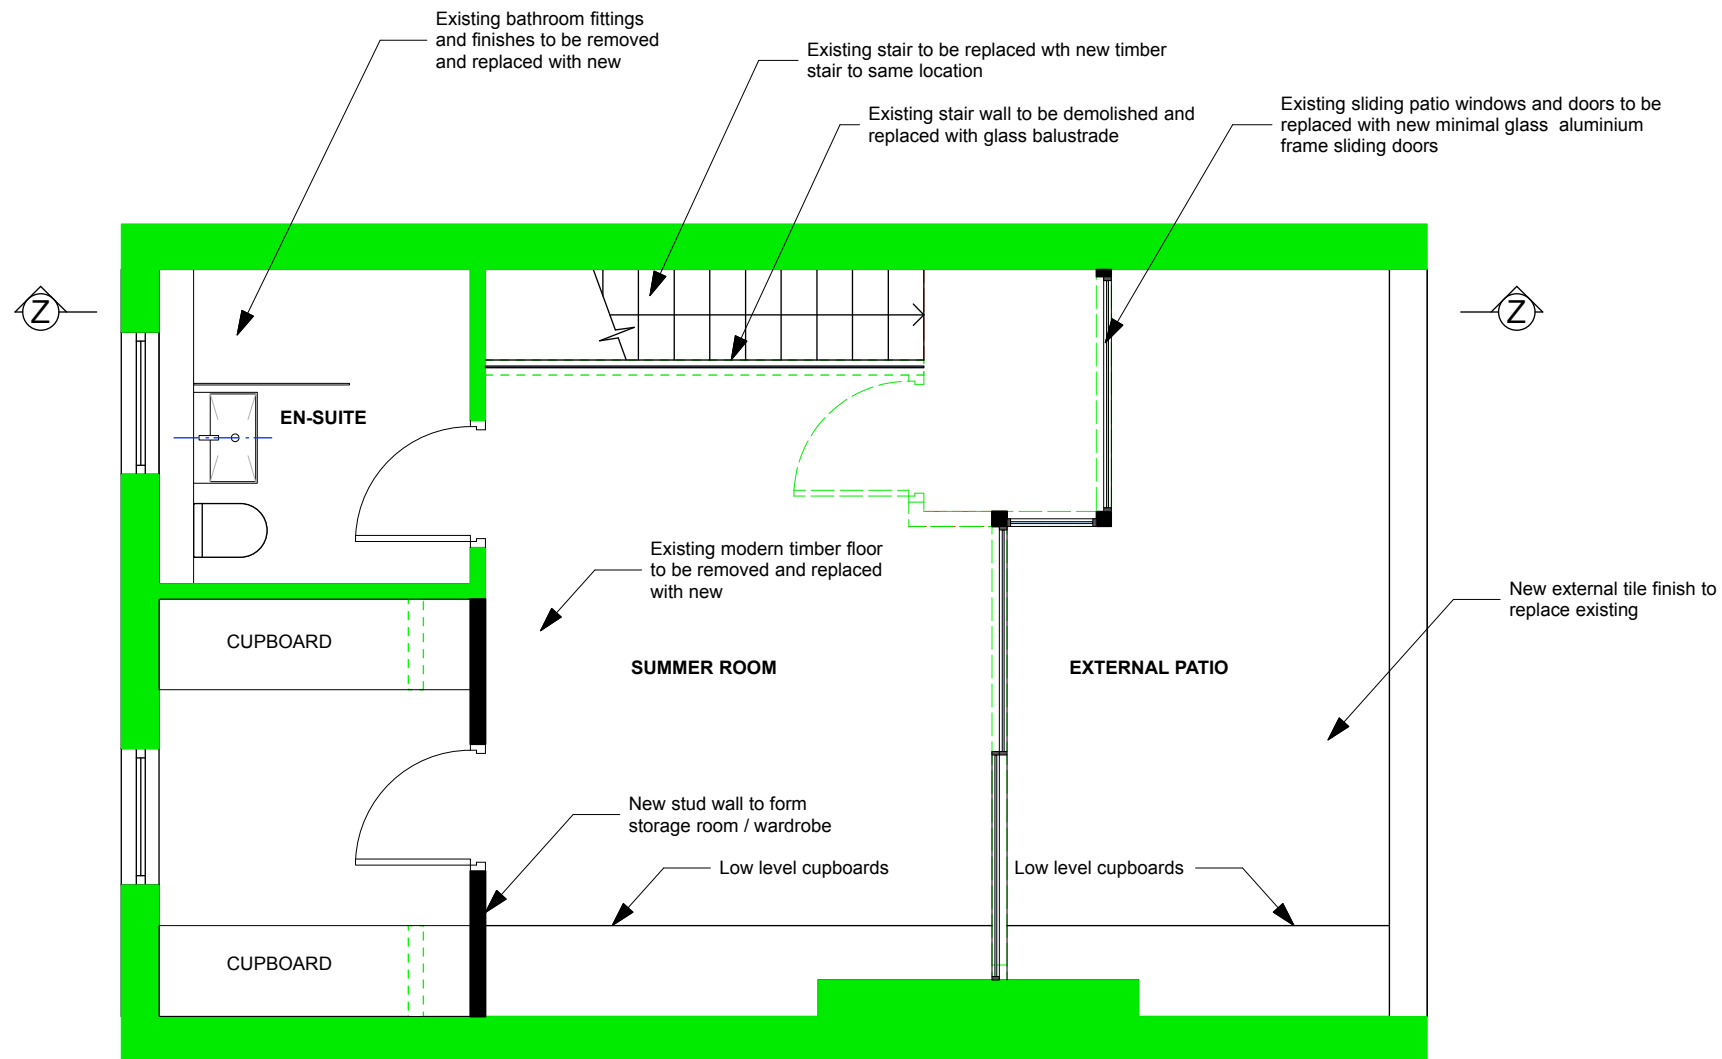 Existing bathroom fittings
and finishes to be removed
and replaced with new
Existing stair to be replaced wth new timber
stair to same location
Existing stair wall to be demolished and
replaced with glass balustrade
Existing sliding patio windows and doors to be
replaced with new minimal glass  aluminium
frame sliding doors
Z
Z
EN-SUITE
Existing modern timber floor
to be removed and replaced
with new
New external tile finish to
replace existing
CUPBOARD
SUMMER ROOM
EXTERNAL PATIO
New stud wall to form
storage room / wardrobe
Low level cupboards
Low level cupboards
CUPBOARD